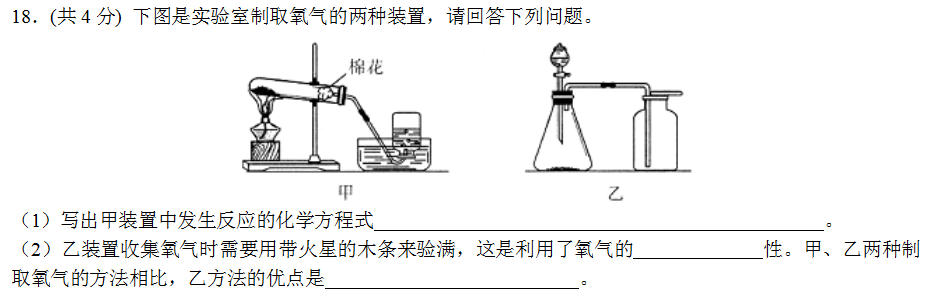 18．(共 4 分) 下图是实验室制取氧气的两种装置，请回答下列问题。
棉花
甲
乙
（1）写出甲装置中发生反应的化学方程式____________________________________________。
（2）乙装置收集氧气时需要用带火星的木条来验满，这是利用了氧气的_____________性。甲、乙两种制
取氧气的方法相比，乙方法的优点是_________________________。